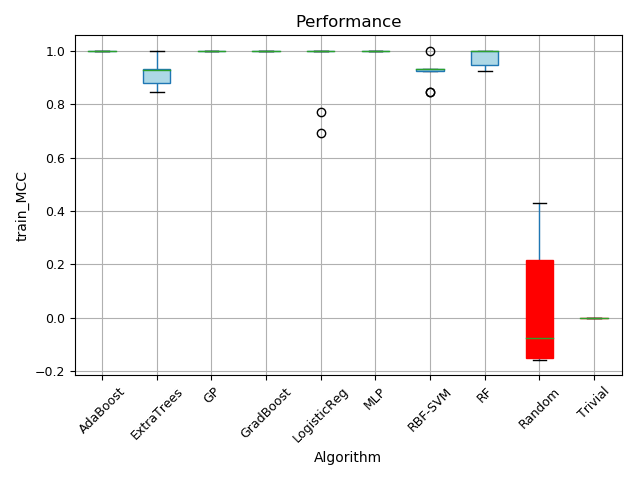 Performance
train_MCC
1.0
0.8
0.6
0.4
0.2
0.0
−0.2
AdaBoost
ExtraTrees
GP
GradBoost
LogisticReg
MLP
RBF-SVM
RF
Random
Trivial
Algorithm